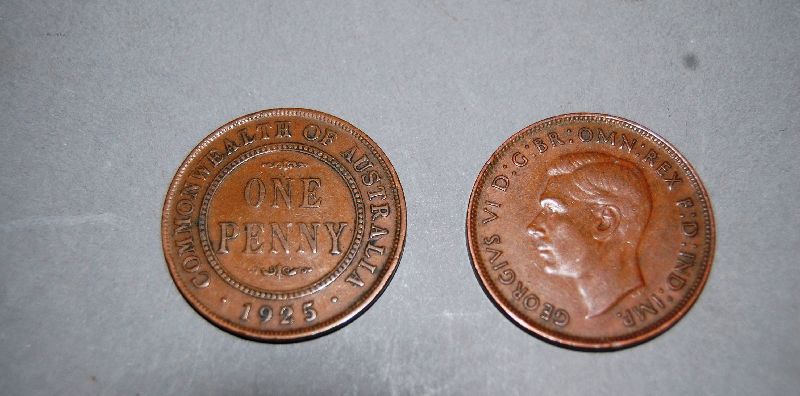 COMMONWEALTH OF AUSTRALIA
ONE
PENNY
1925
GEORGIVS VI D:G:BR:OMN:REX F:D:IND:IMP.